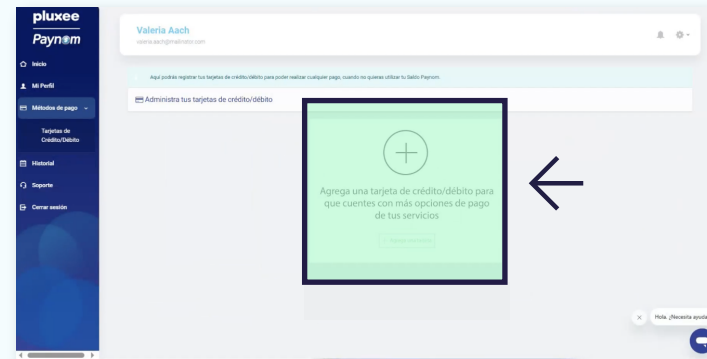 pluxee
Paynom
Inicio
Mi Perfil
Métodos de pago
Tarjetas de
Crédito/Débito
Historial
Soporte
Cerrar sesión
Valeria Aach
valeria.aach@mailinator.com
Aquí podrás registrar tus tarjetas de crédito/débito para poder realizar cualquier pago, cuando no quieras utilizar tu Saldo Paynom.
Administra tus tarjetas de crédito/débito
Agrega una tarjeta de crédito/débito para
que cuentes con más opciones de pago
de tus servicios
Hola. ¿Necesita ayuda